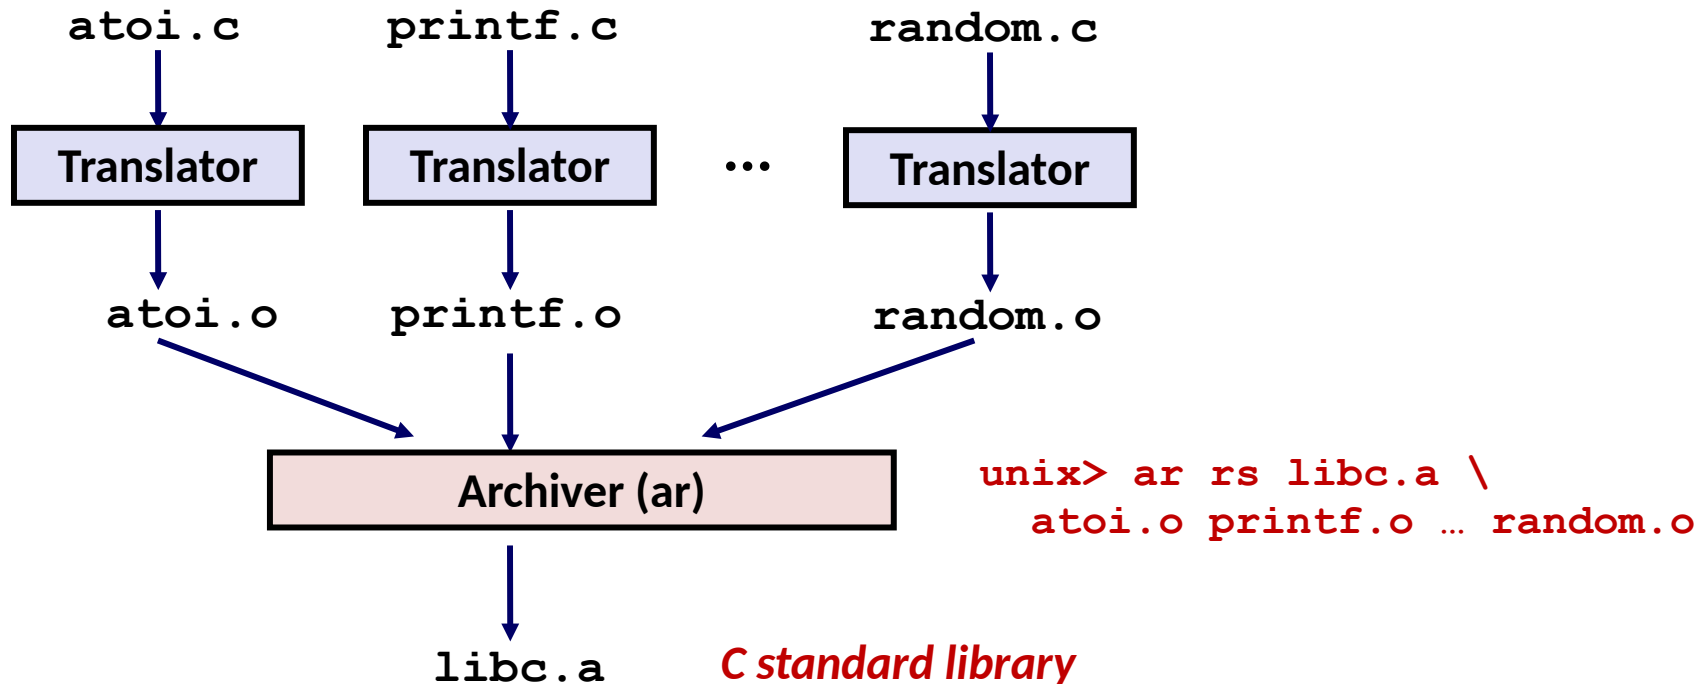 atoi.c printf.c random.c
Translator Translator ... Translator
atoi.o printf.o random.o
Archiver (ar)
unix> ar rs libc.a \
atoi.o printf.o … random.o
libc.a C standard library